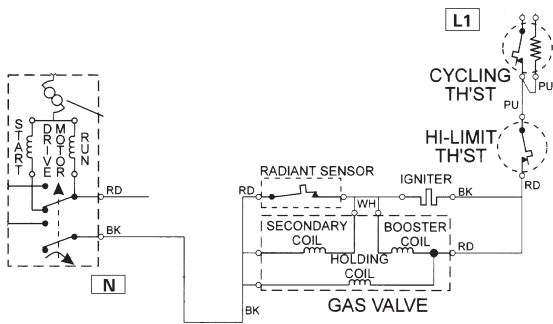 L1
CYCLING
TH'ST
PU
PU
HI-LIMIT
TH'ST
RD
START
DRIVE
MOTOR
RUN
RD
BK
N
RADIANT SENSOR
RD
WH
IGNITER
BK
SECONDARY
COIL
BOOSTER
COIL
RD
HOLDING
COIL
BK
GAS VALVE